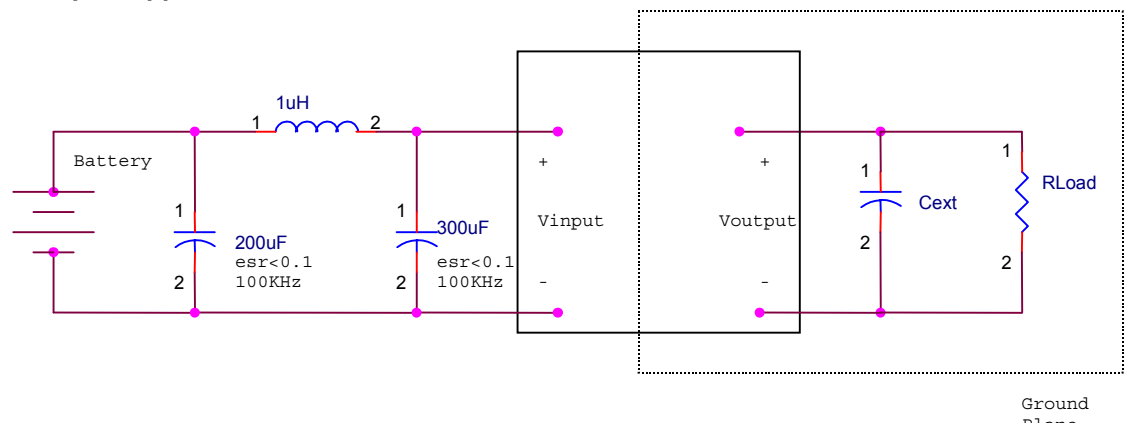 1uH
1 2
Battery
1
200uF
esr<0.1
100KHz
2
1
300uF
esr<0.1
100KHz
2
+
Vinput
-
+
Voutput
-
1
Cext
2
1
RLoad
2
Ground